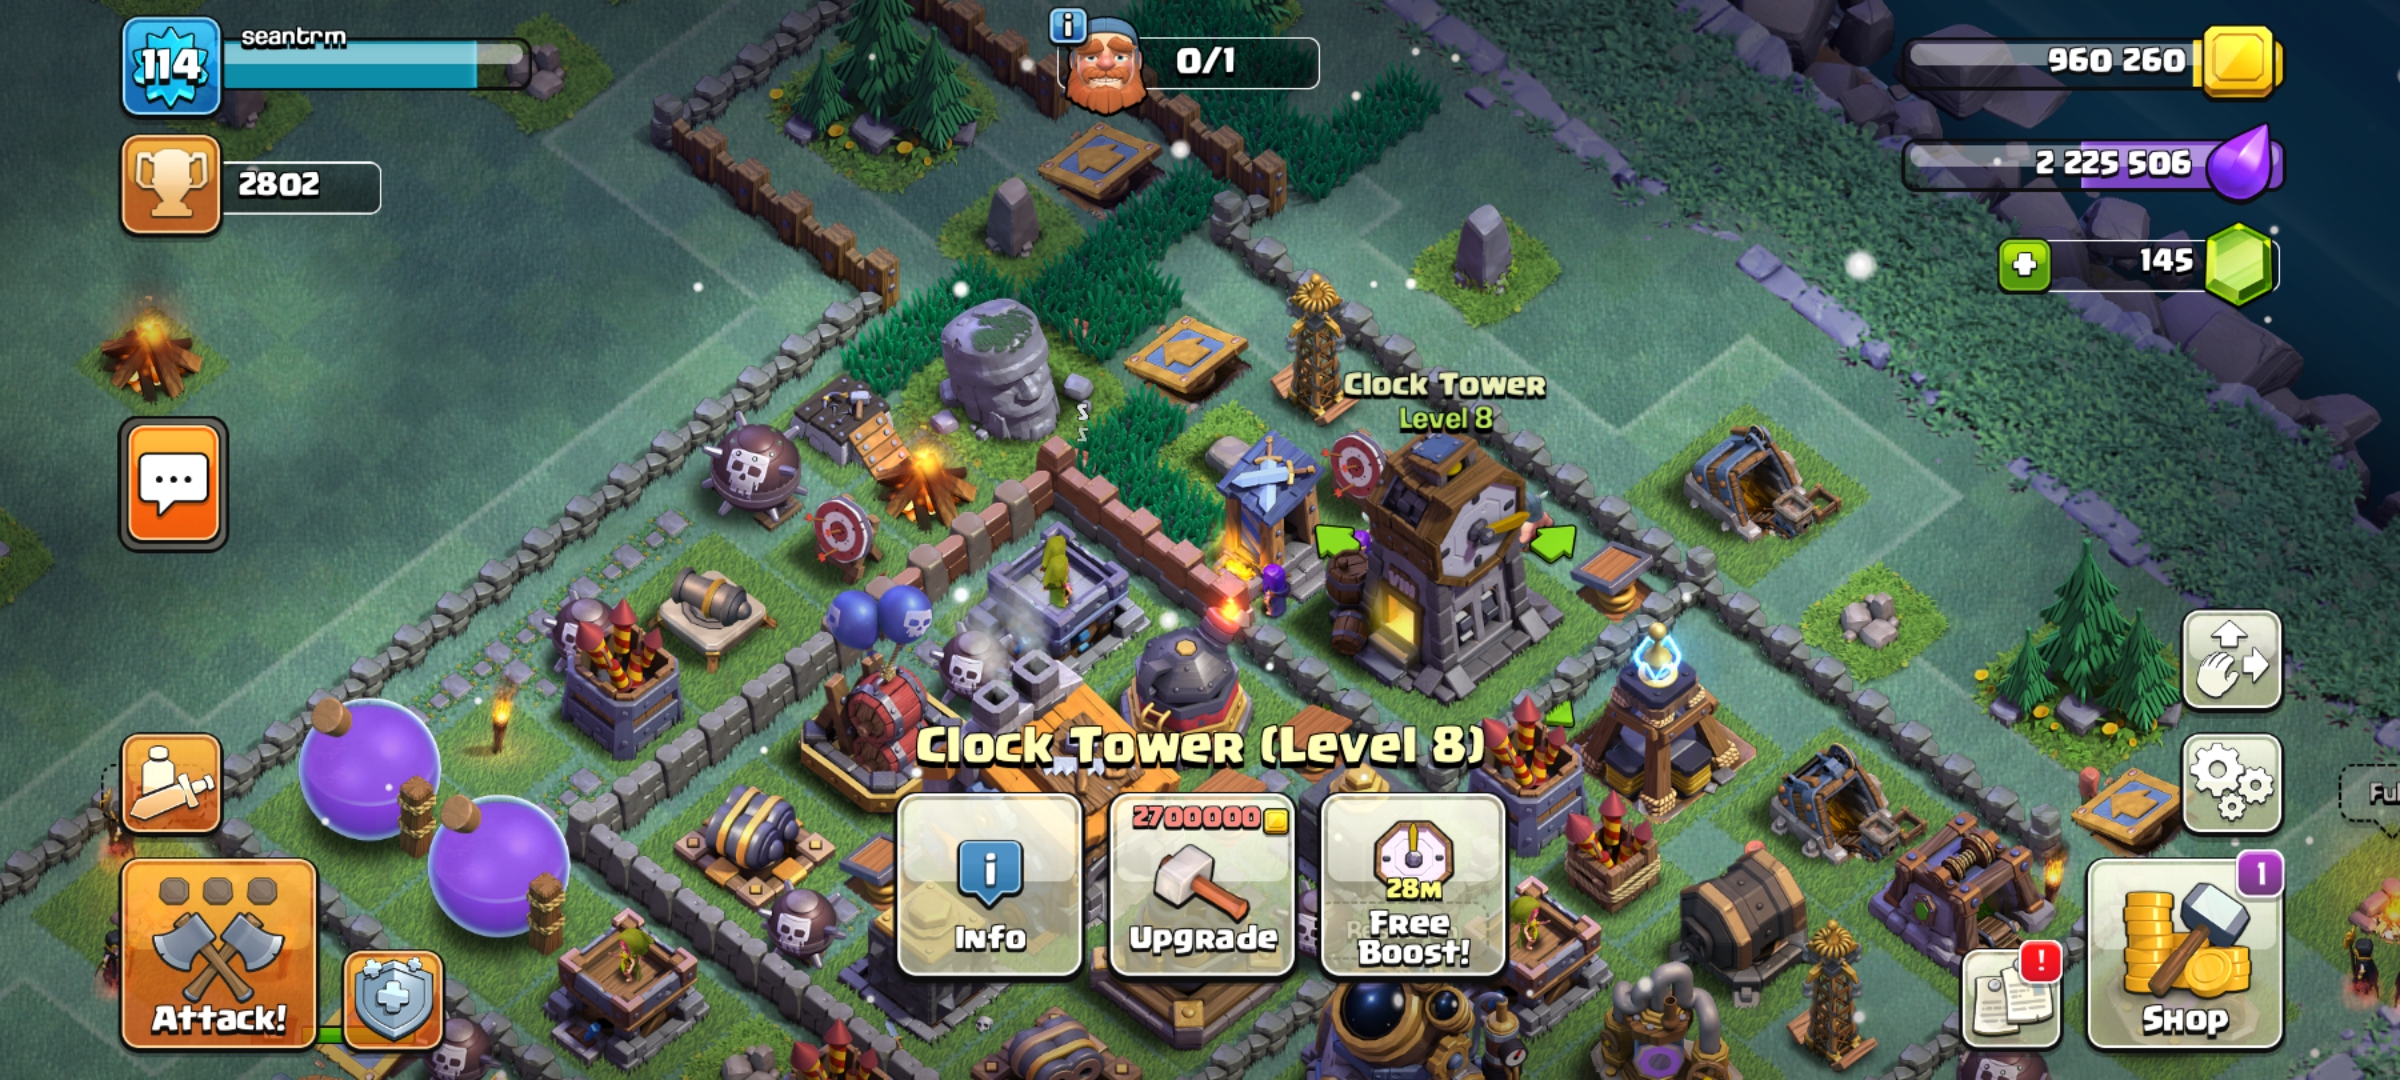 114
seantrm
i
0/1
960 260
2802
2 225 506
145
Clock Tower
Level 8
VIII
Clock Tower (Level 8)
2700000
28M
i
Info
Upgrade
Free
Boost!
1
!
Attack!
Shop